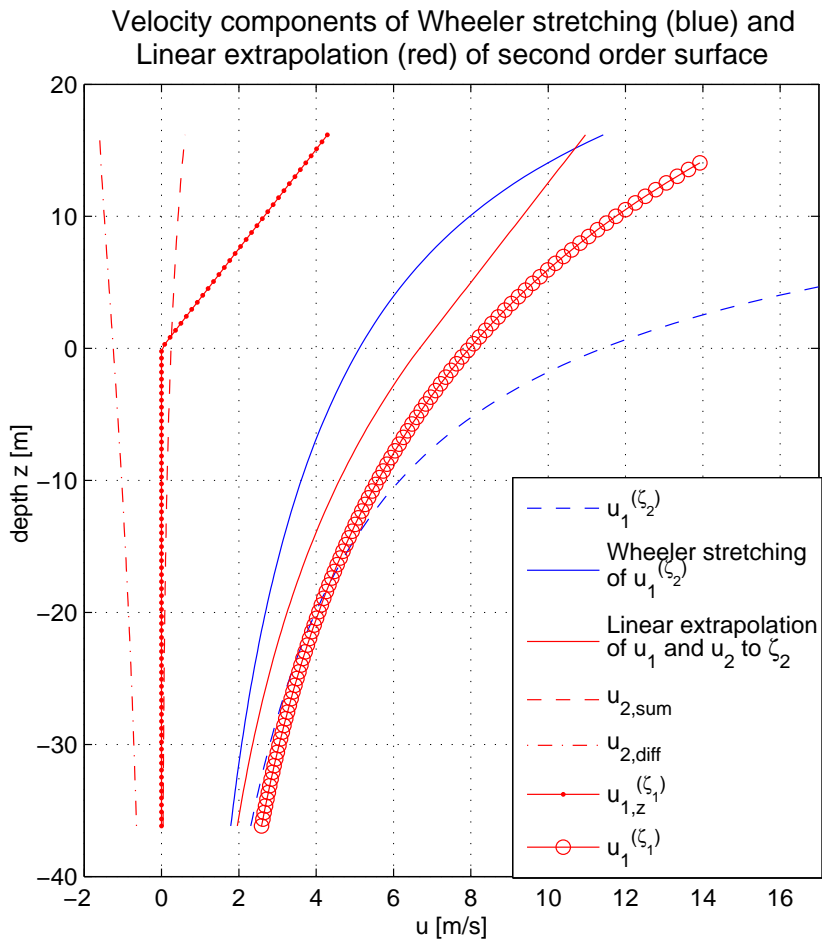 Velocity components of Wheeler stretching (blue) and
Linear extrapolation (red) of second order surface
20
10
0
−10
−20
−30
−40
depth z [m]
−2 0 2 4 6 8 10 12 14 16
u [m/s]
u₁^(ζ₂)
Wheeler stretching
of u₁^(ζ₂)
Linear extrapolation
of u₁ and u₂ to ζ₂
u₂,sum
u₂,diff
u₁,z^(ζ₁)
u₁^(ζ₁)